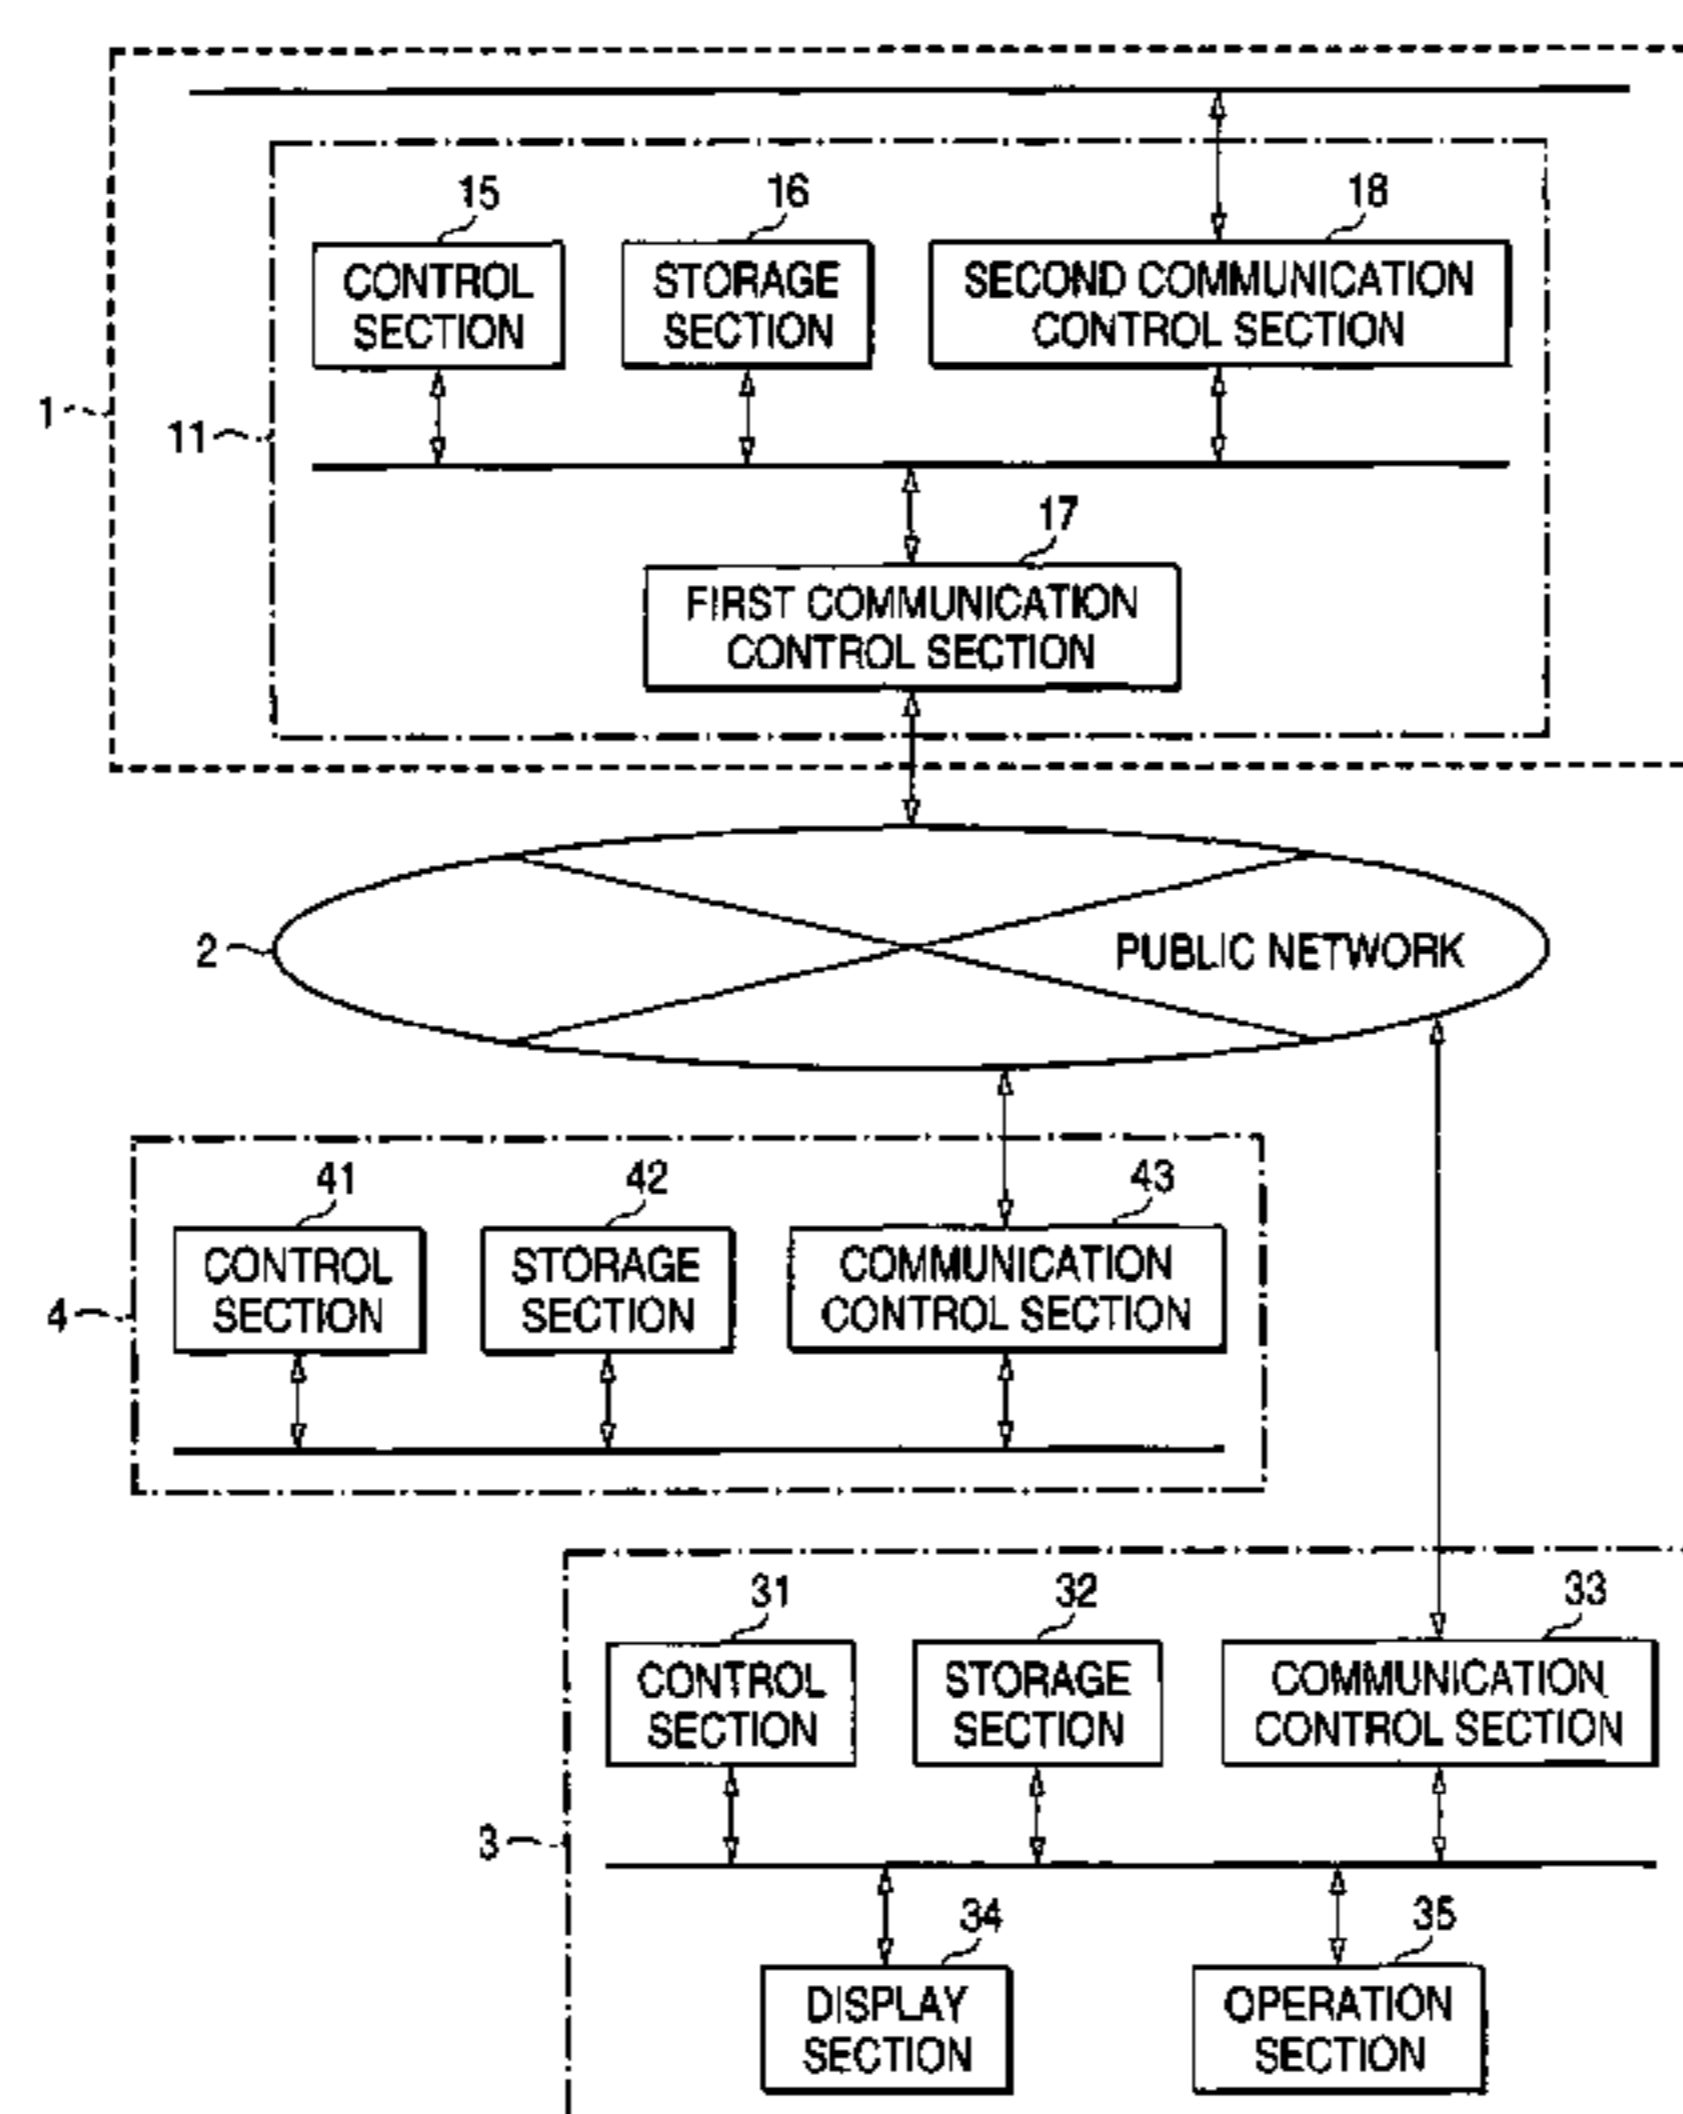 15
16
18
CONTROL
SECTION
STORAGE
SECTION
SECOND COMMUNICATION
CONTROL SECTION
1
11
17
FIRST COMMUNICATION
CONTROL SECTION
2
PUBLIC NETWORK
41
42
43
CONTROL
SECTION
STORAGE
SECTION
COMMUNICATION
CONTROL SECTION
4
31
32
33
CONTROL
SECTION
STORAGE
SECTION
COMMUNICATION
CONTROL SECTION
3
34
35
DISPLAY
SECTION
OPERATION
SECTION